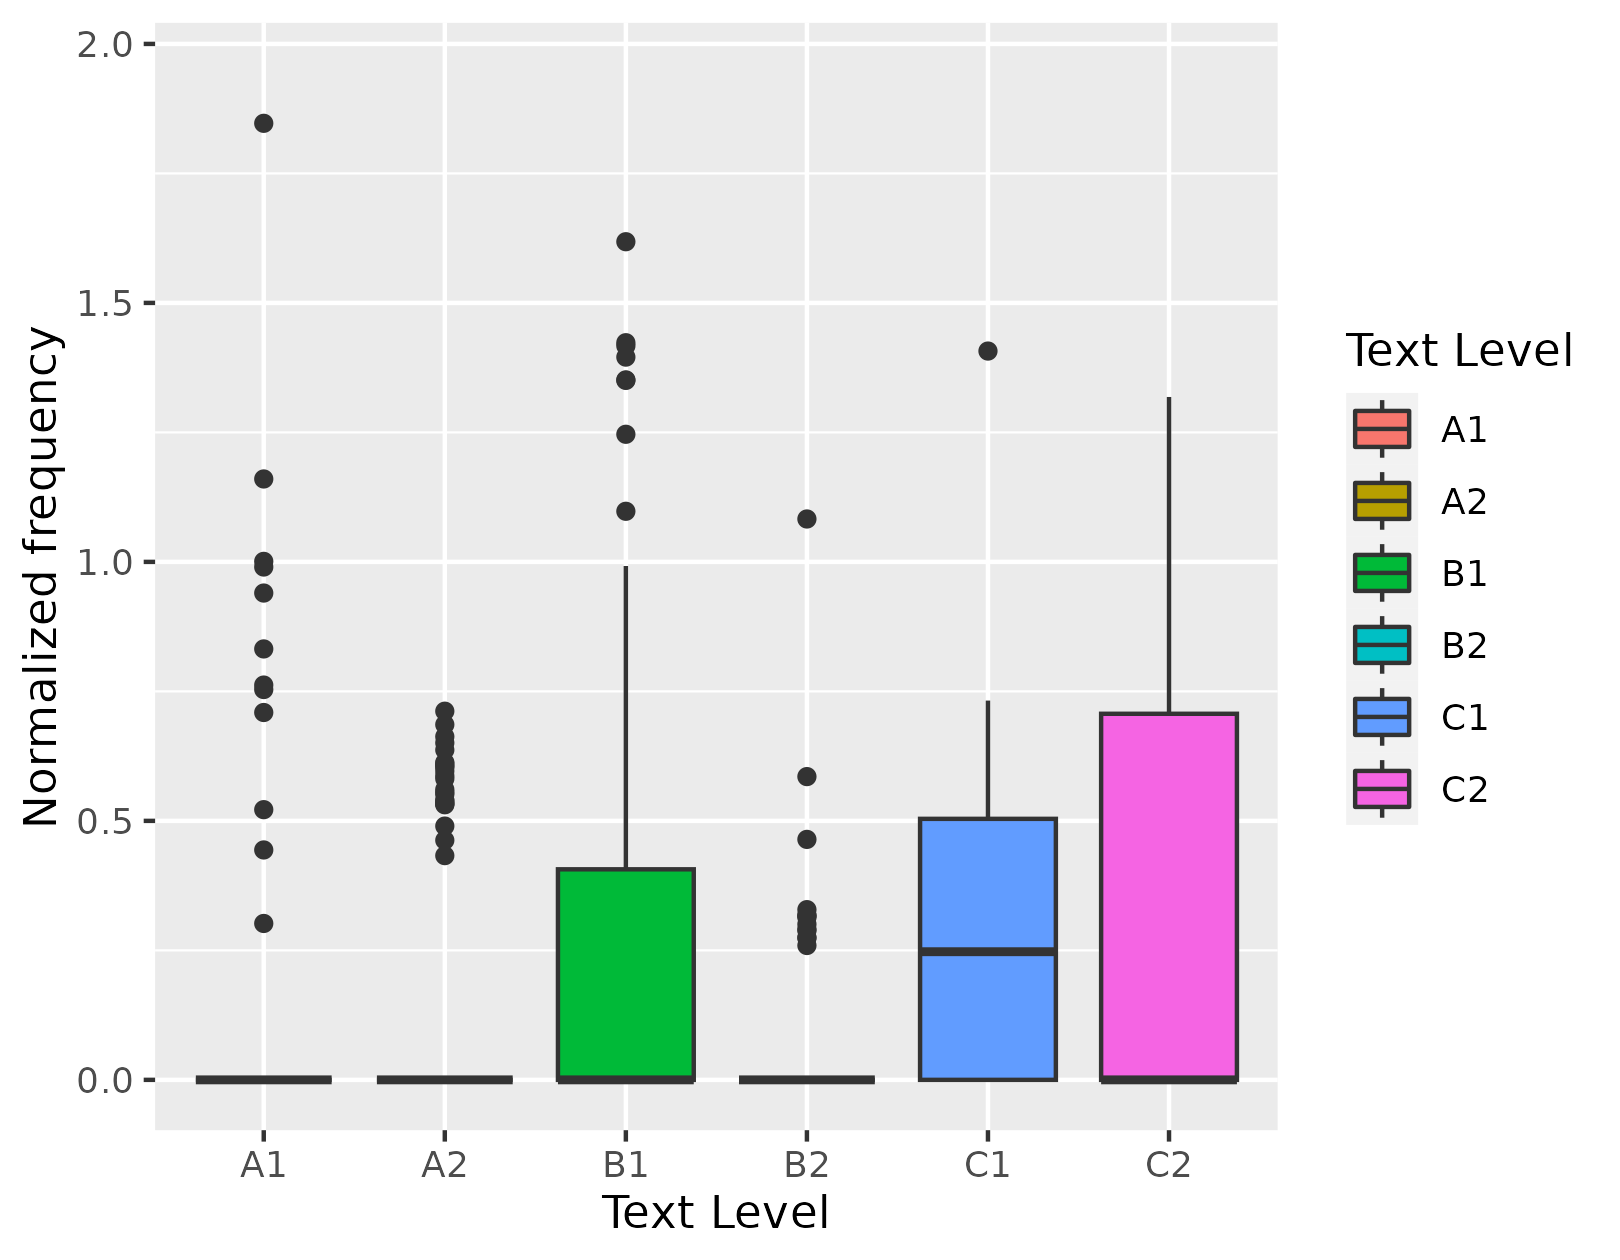 2.0
1.5
1.0
0.5
0.0
Normalized frequency
A1 A2 B1 B2 C1 C2
Text Level
Text Level
A1
A2
B1
B2
C1
C2